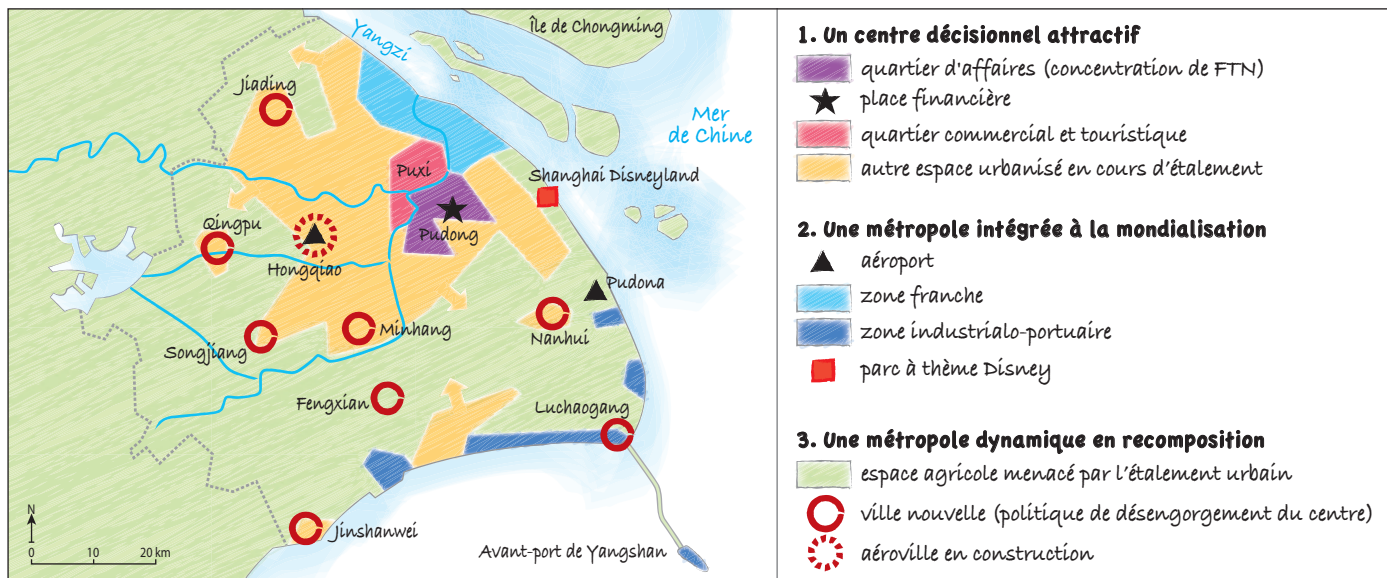 Île de Chongming
Yangzi
Jiading
Mer
de Chine
Puxi
Shanghai Disneyland
Qingpu
Pudong
Hongqiao
Pudona
Minhang
Nanhui
Songjiang
Fengxian
Luchaogang
Jinshanwei
Avant-port de Yangshan
N
0 10 20 km
1. Un centre décisionnel attractif
quartier d'affaires (concentration de FTN)
place financière
quartier commercial et touristique
autre espace urbanisé en cours d'étalement
2. Une métropole intégrée à la mondialisation
aéroport
zone franche
zone industrialo-portuaire
parc à thème Disney
3. Une métropole dynamique en recomposition
espace agricole menacé par l'étalement urbain
ville nouvelle (politique de désengorgement du centre)
aéroville en construction